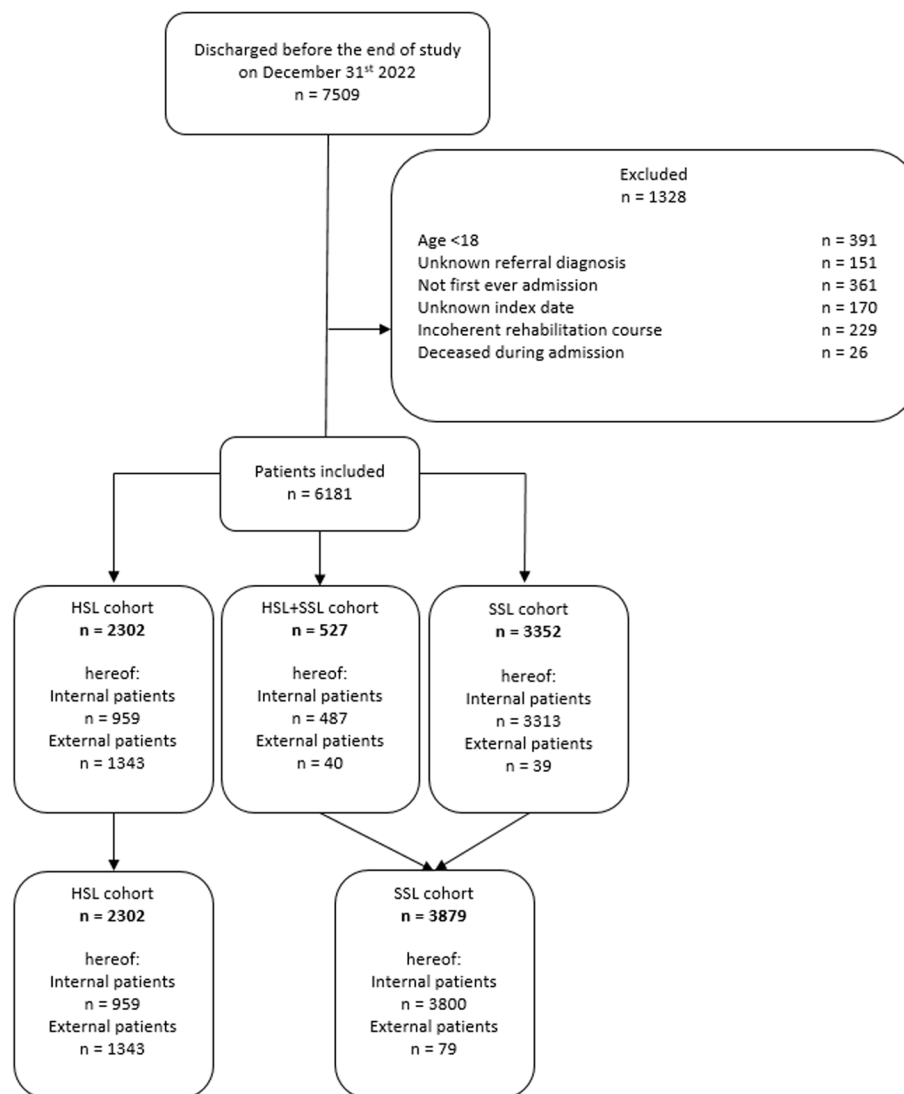 Discharged before the end of study
on December 31st 2022
n = 7509
Excluded
n = 1328
Age <18 n = 391
Unknown referral diagnosis n = 151
Not first ever admission n = 361
Unknown index date n = 170
Incoherent rehabilitation course n = 229
Deceased during admission n = 26
Patients included
n = 6181
HSL cohort
n = 2302
hereof:
Internal patients
n = 959
External patients
n = 1343
HSL+SSL cohort
n = 527
hereof:
Internal patients
n = 487
External patients
n = 40
SSL cohort
n = 3352
hereof:
Internal patients
n = 3313
External patients
n = 39
HSL cohort
n = 2302
hereof:
Internal patients
n = 959
External patients
n = 1343
SSL cohort
n = 3879
hereof:
Internal patients
n = 3800
External patients
n = 79